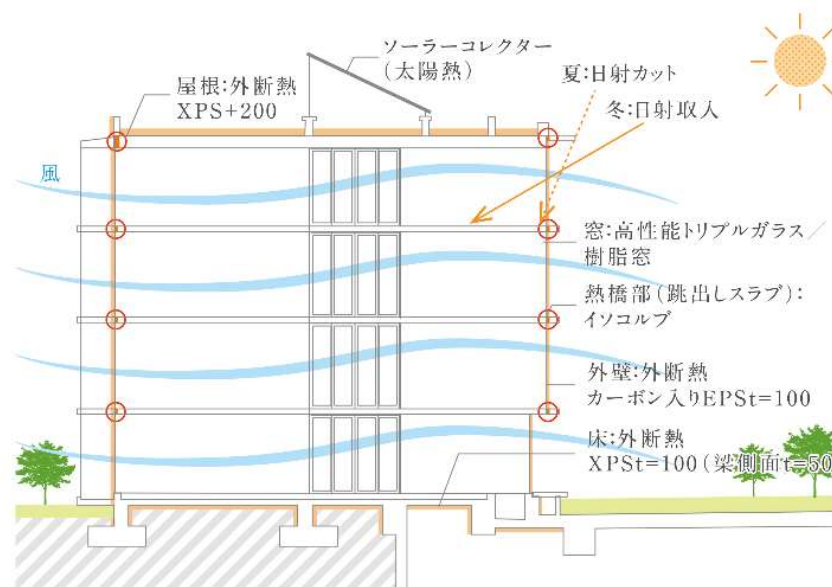 ソーラーコレクター
(太陽熱)
屋根:外断熱
XPS+200
夏:日射カット
冬:日射収入
風
窓:高性能トリプルガラス/
樹脂窓
熱橋部(跳出しスラブ):
イソコルブ
外壁:外断熱
カーボン入りEPSt=100
床:外断熱
XPSt=100(梁側面t=50